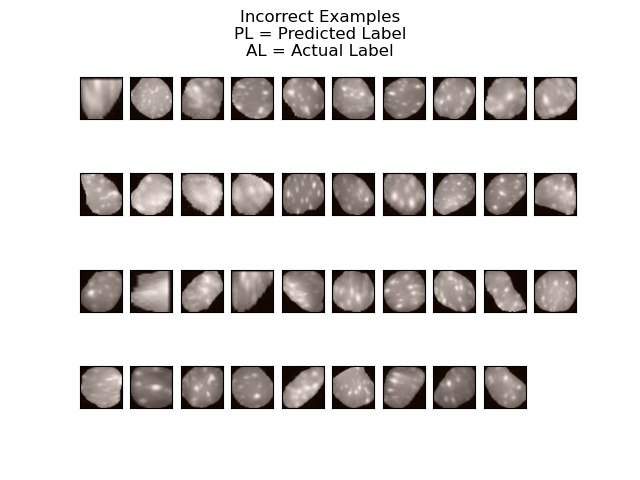 Incorrect Examples
PL = Predicted Label
AL = Actual Label